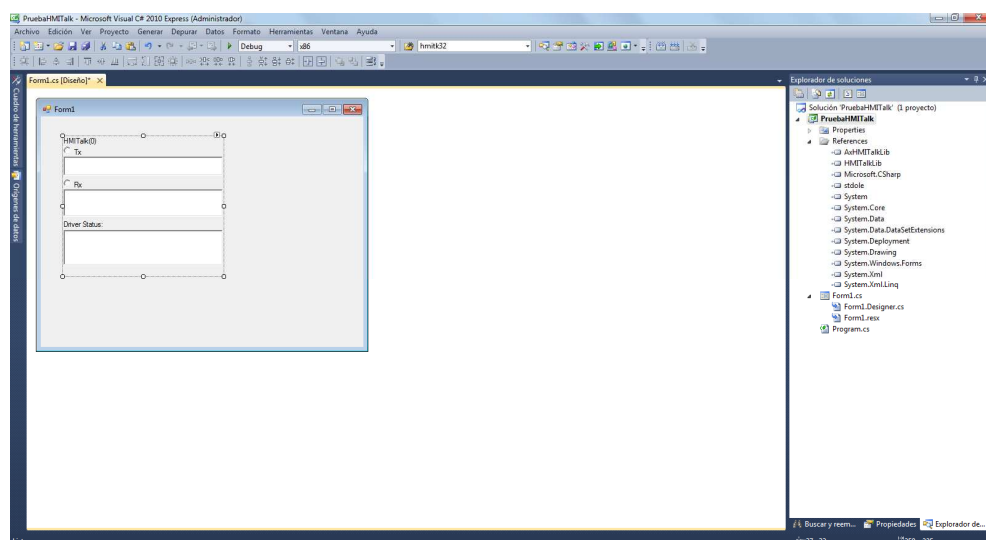 PruebaHMITalk - Microsoft Visual C# 2010 Express (Administrador)
Archivo Edición Ver Proyecto Generar Depurar Datos Formato Herramientas Ventana Ayuda
Debug x86 hmitk32
Form1.cs [Diseño]*
Cuadro de herramientas
Orígenes de datos
Form1
HMITalk(0)
Tx
Rx
Driver Status:
Explorador de soluciones
Solución 'PruebaHMITalk' (1 proyecto)
PruebaHMITalk
Properties
References
AxHMITalkLib
HMITalkLib
Microsoft.CSharp
stdole
System
System.Core
System.Data
System.Data.DataSetExtensions
System.Deployment
System.Drawing
System.Windows.Forms
System.Xml
System.Xml.Linq
Form1.cs
Form1.Designer.cs
Form1.resx
Program.cs
Buscar y reem... Propiedades Explorador de...